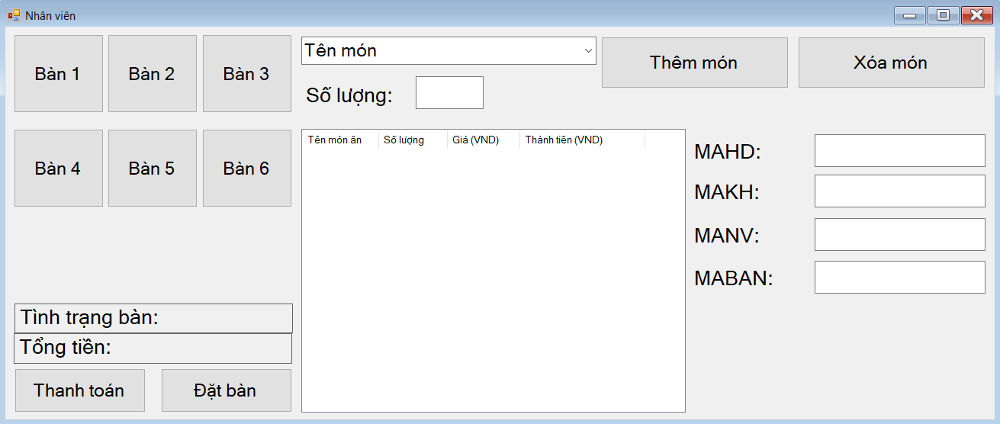 Nhân viên
Bàn 1 Bàn 2 Bàn 3
Bàn 4 Bàn 5 Bàn 6
Tình trạng bàn:
Tổng tiền:
Thanh toán Đặt bàn
Tên món
Số lượng:
Thêm món Xóa món
Tên món ăn Số lượng Giá (VND) Thành tiền (VND)
MAHD:
MAKH:
MANV:
MABAN: